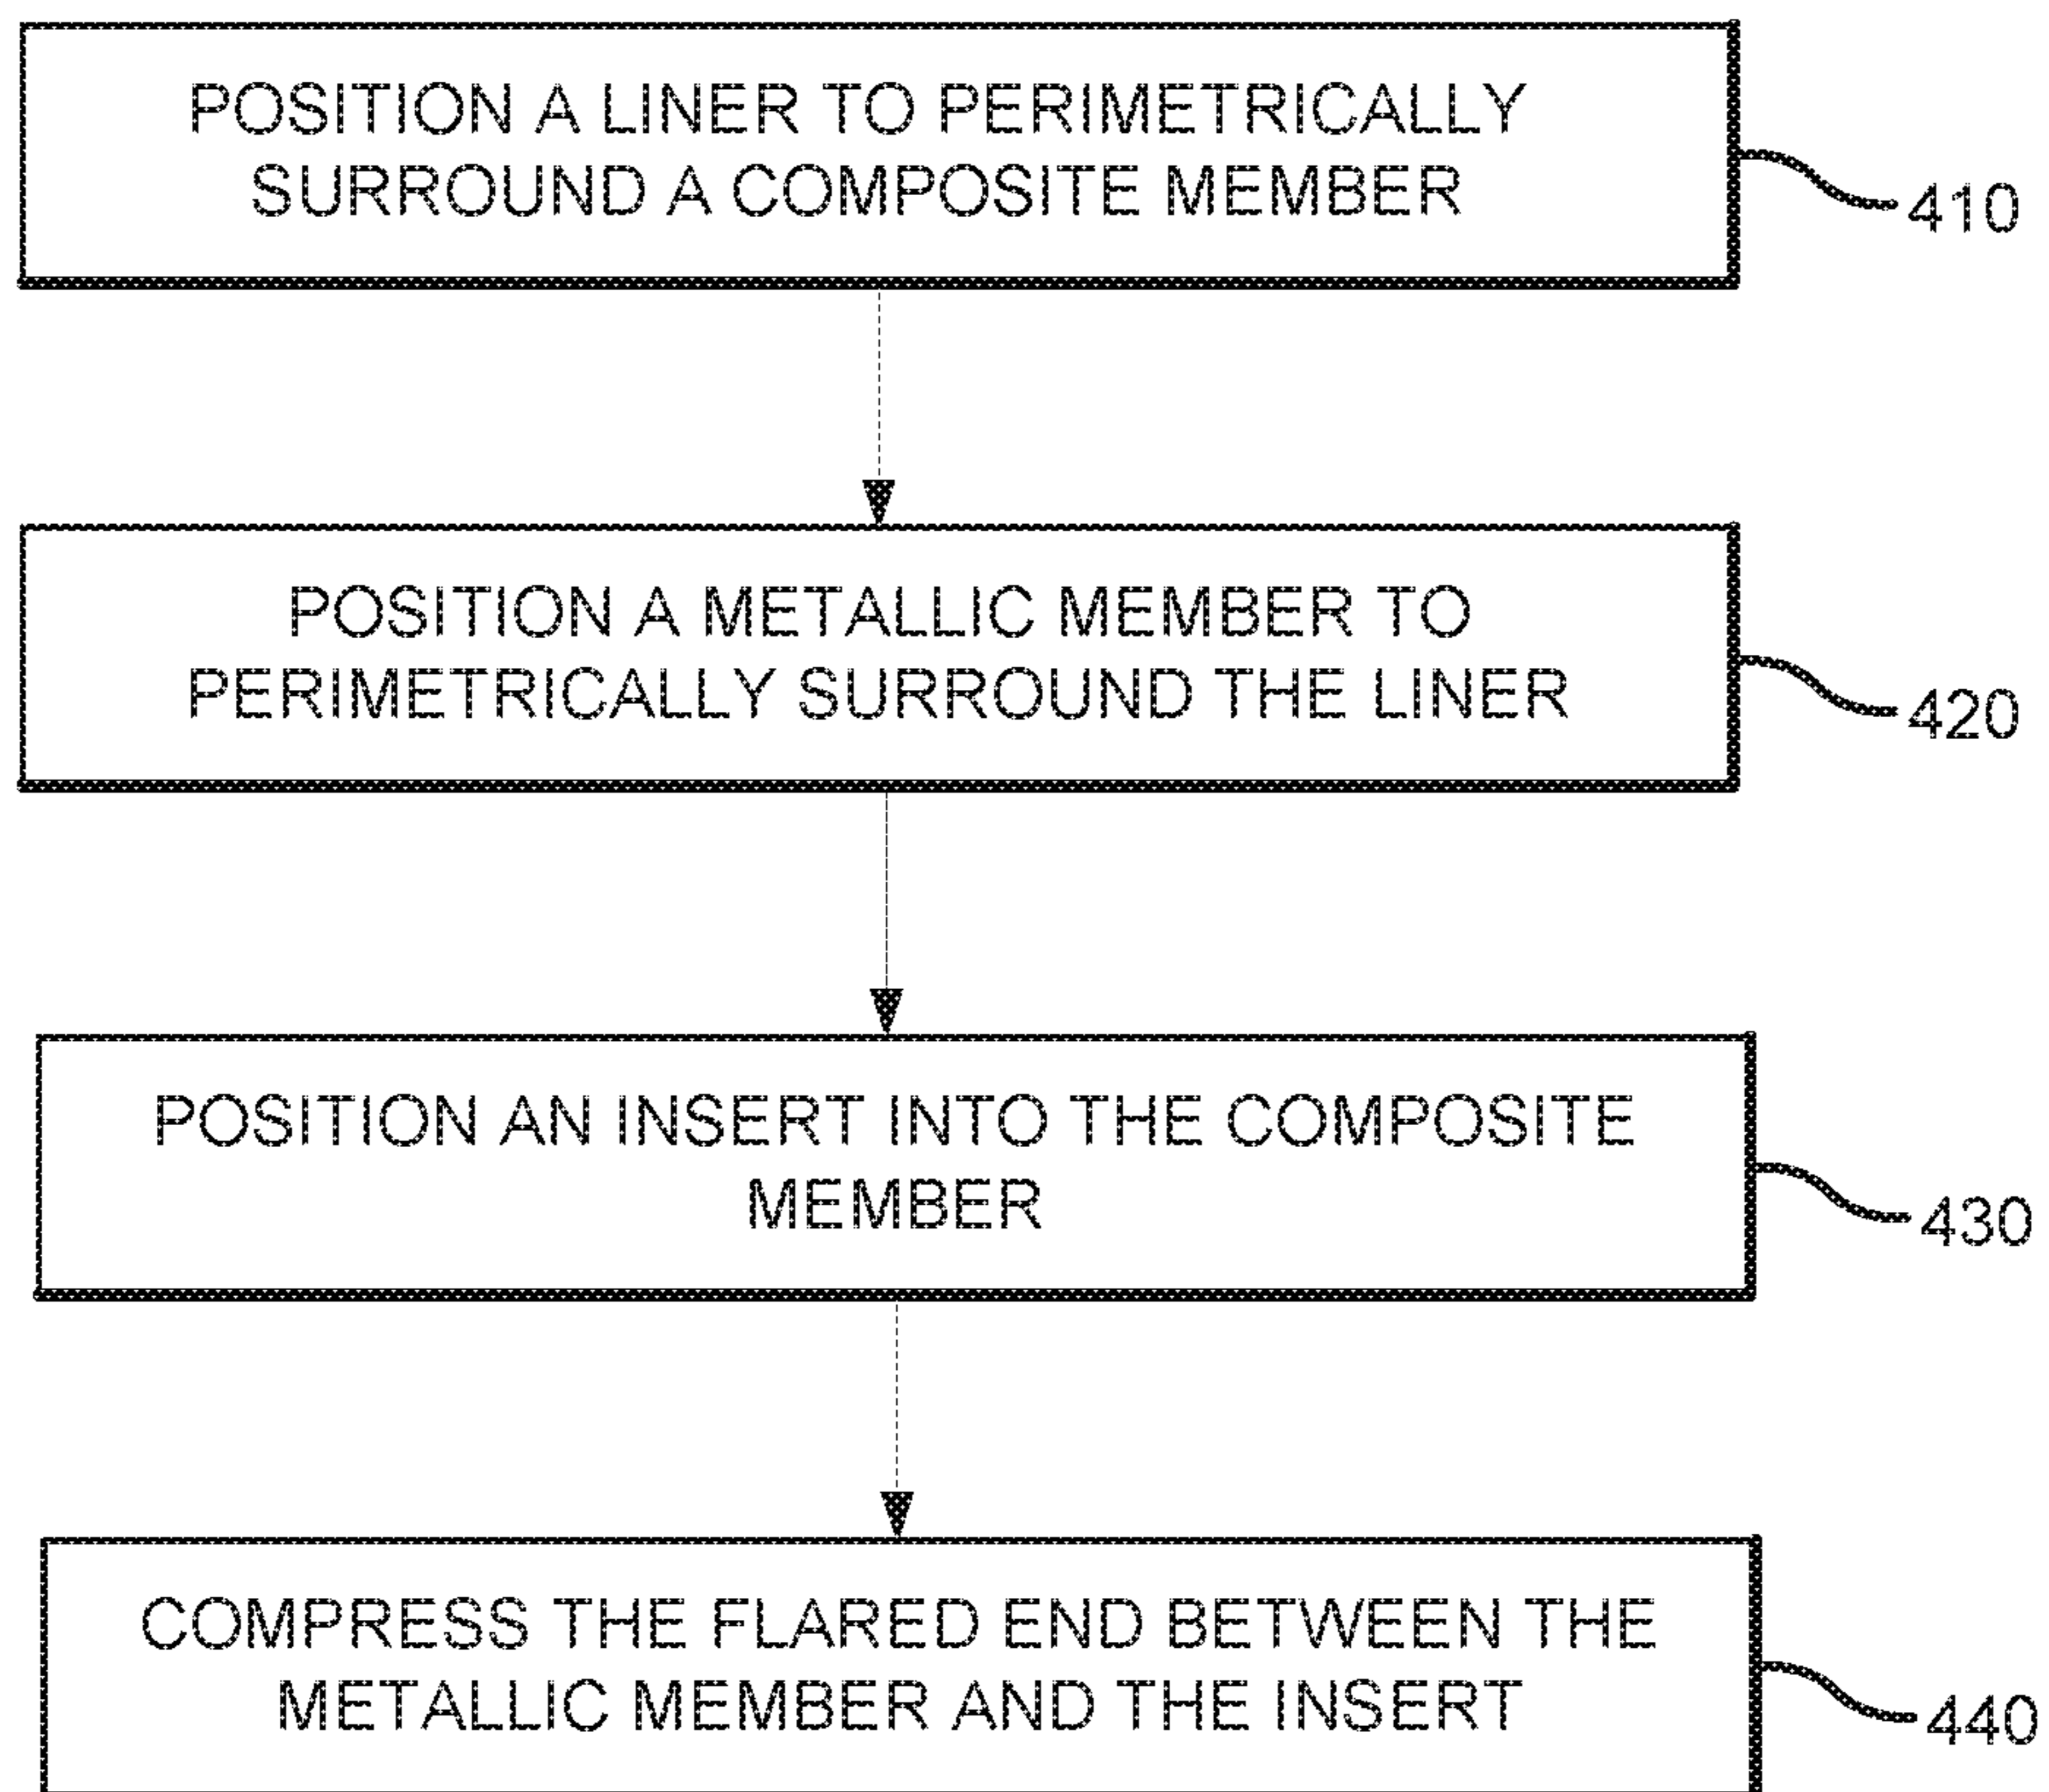 POSITION A LINER TO PERIMETRICALLY
SURROUND A COMPOSITE MEMBER
410
POSITION A METALLIC MEMBER TO
PERIMETRICALLY SURROUND THE LINER
420
POSITION AN INSERT INTO THE COMPOSITE
MEMBER
430
COMPRESS THE FLARED END BETWEEN THE
METALLIC MEMBER AND THE INSERT
440